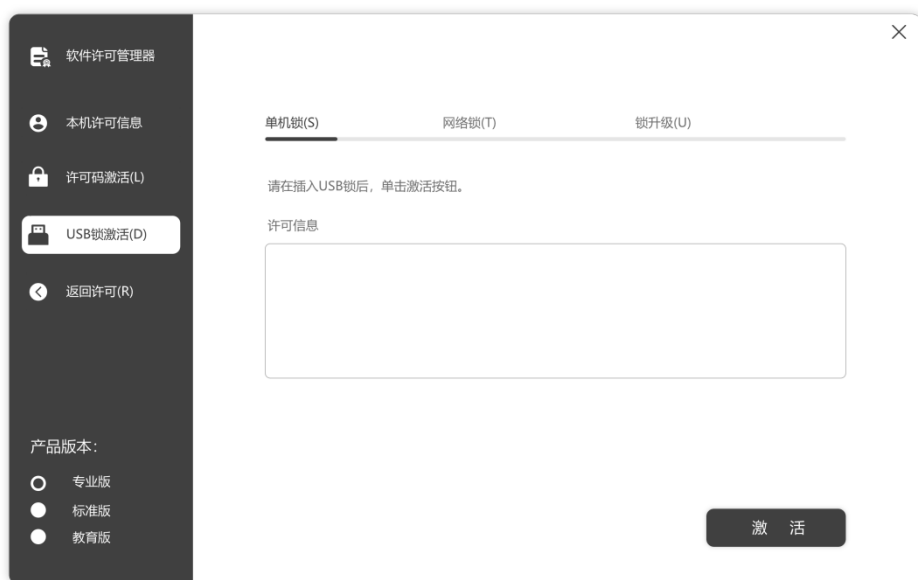 软件许可管理器
本机许可信息
许可码激活(L)
USB锁激活(D)
返回许可(R)
产品版本：
专业版
标准版
教育版
单机锁(S)
网络锁(T)
锁升级(U)
请在插入USB锁后，单击激活按钮。
许可信息
激 活